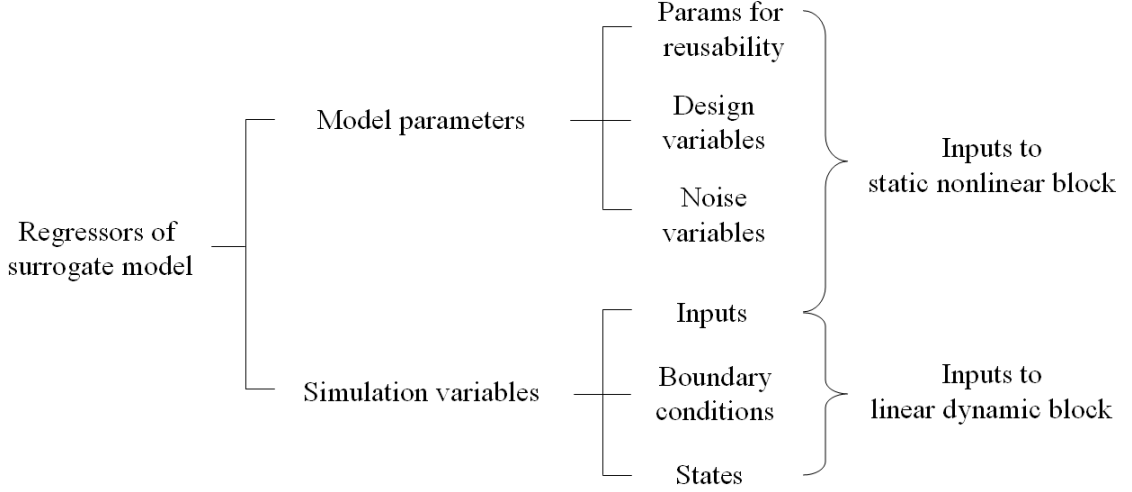 Params for
reusability
Model parameters
Design
variables
Noise
variables
Inputs to
static nonlinear block
Regressors of
surrogate model
Inputs
Simulation variables
Boundary
conditions
States
Inputs to
linear dynamic block